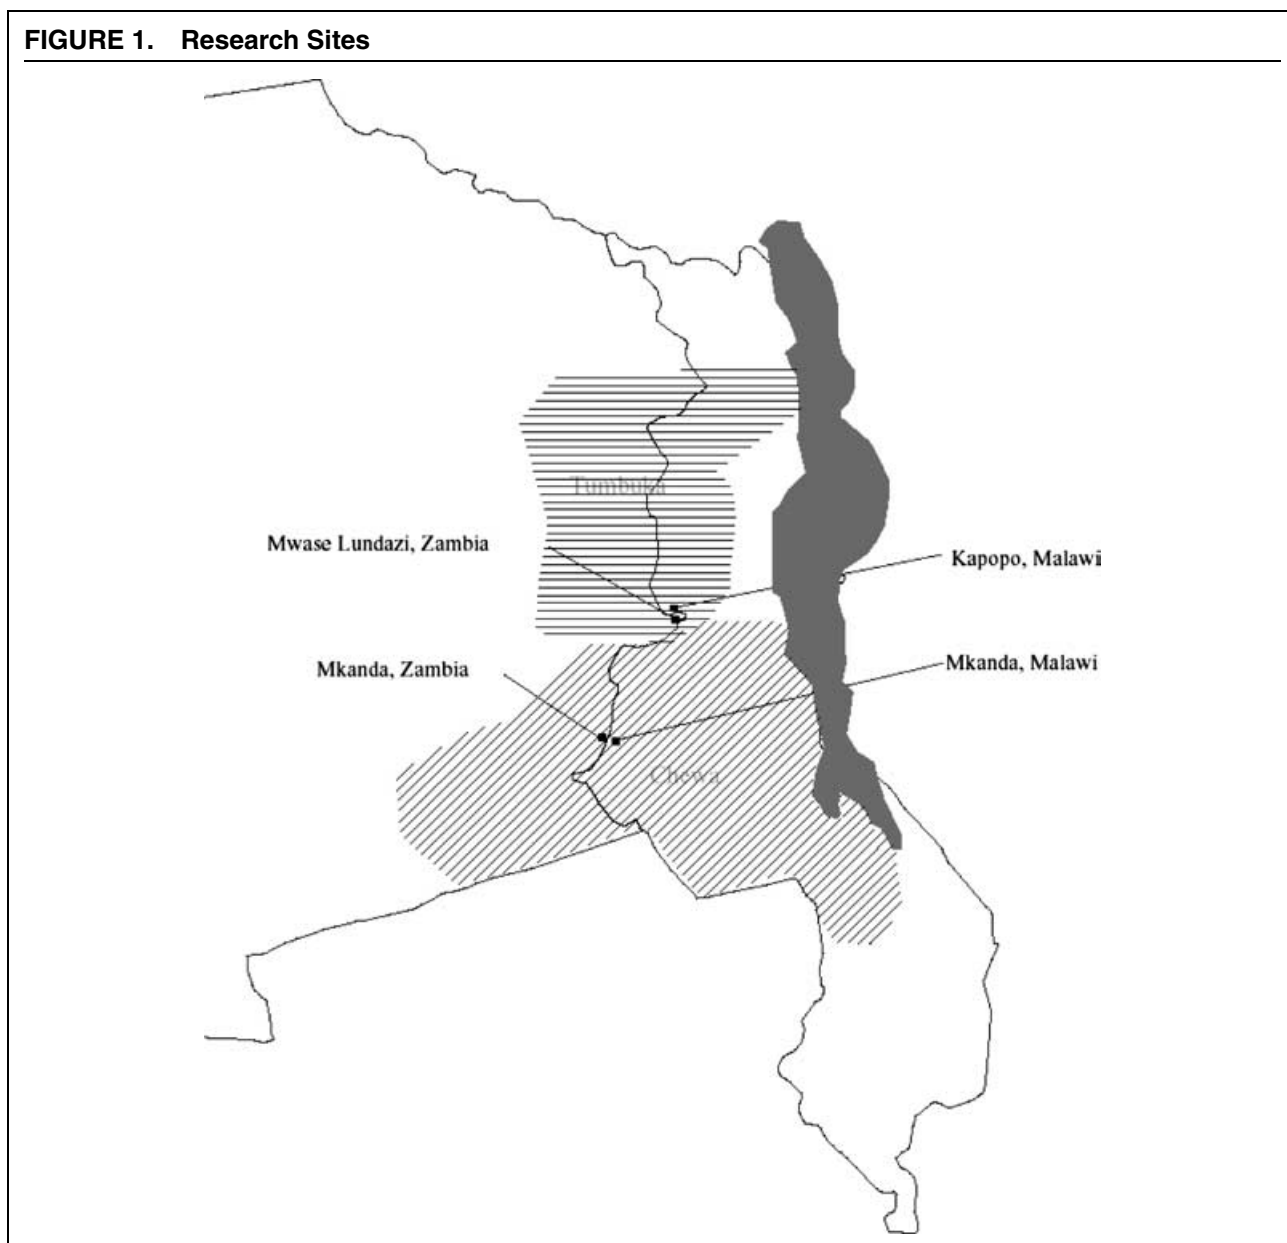 FIGURE 1. Research Sites
Tumbuka
Mwase Lundazi, Zambia
Kapopo, Malawi
Mkanda, Zambia
Mkanda, Malawi
Chewa